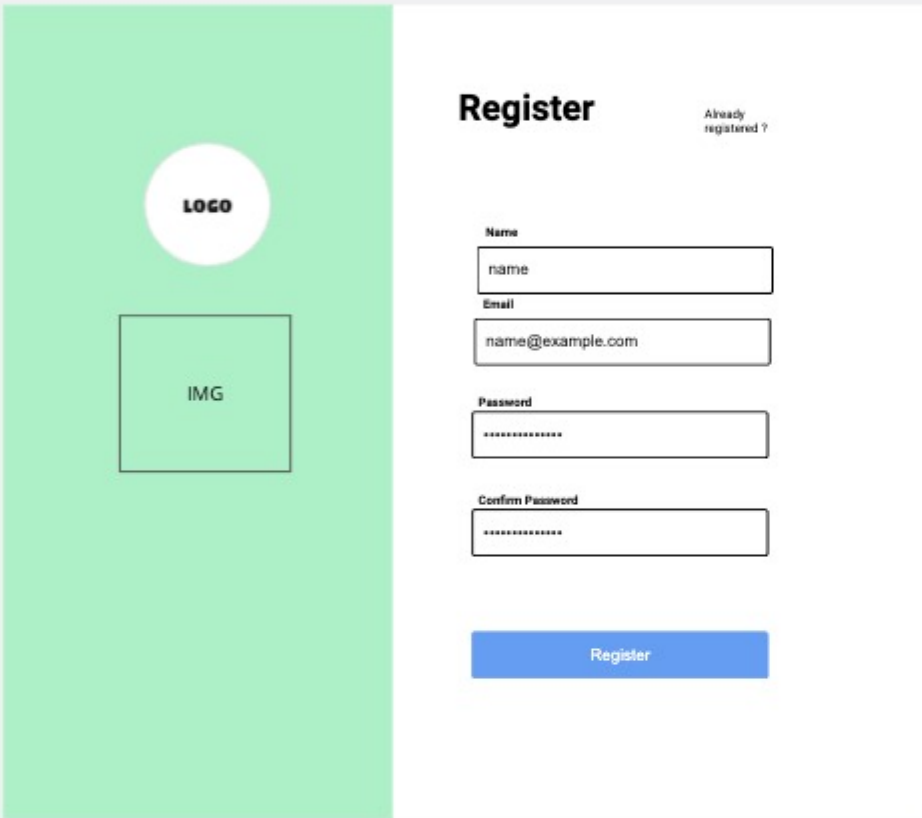 LOGO
IMG
Register
Already
registered ?
Name
name
Email
name@example.com
Password
••••••••••••••
Confirm Password
••••••••••••••
Register